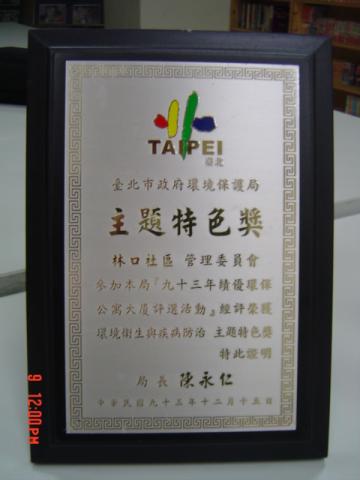 TAIPEI
臺北
臺北市政府環境保護局
主題特色獎
林口社區 管理委員會
參加本局『九十三年績優環保
公寓大廈評選活動』經評榮獲
環境衛生與疾病防治 主題特色獎
特此證明
局長 陳永仁
中華民國九十三年十二月十五日
9 12:00PM